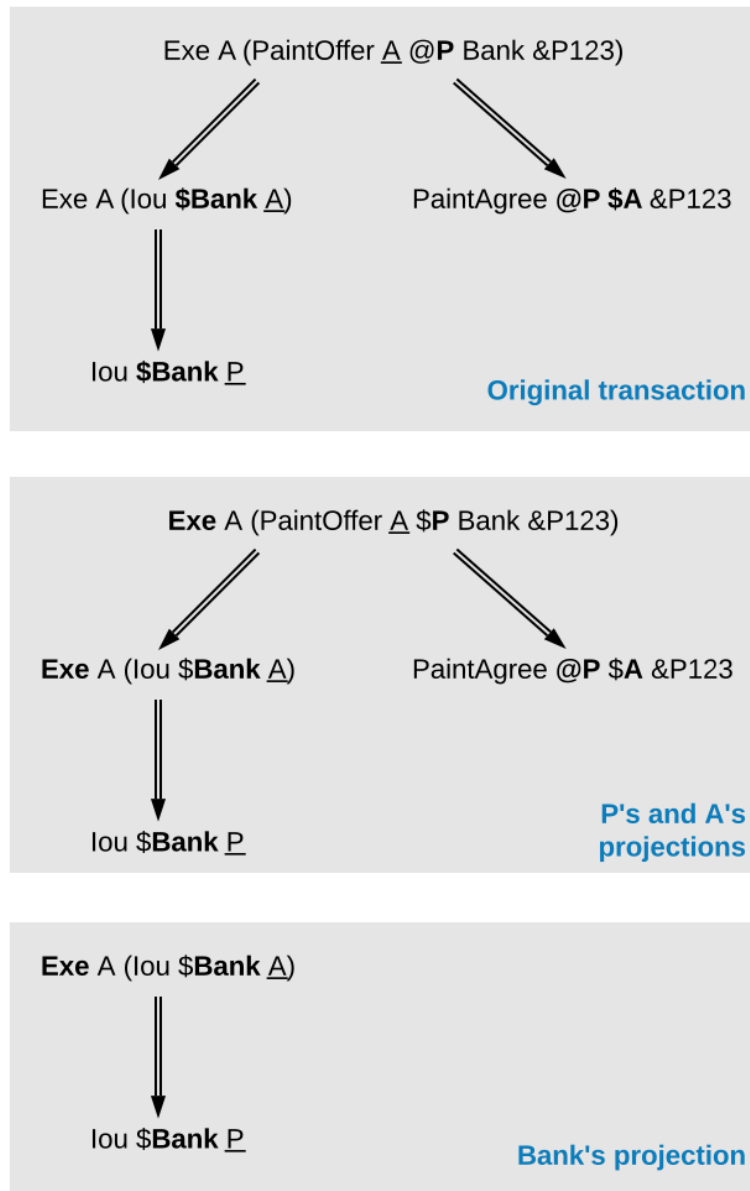 Exe A (PaintOffer A @P Bank &P123)
Exe A (Iou $Bank A)
PaintAgree @P $A &P123
Iou $Bank P
Original transaction
Exe A (PaintOffer A $P Bank &P123)
Exe A (Iou $Bank A)
PaintAgree @P $A &P123
Iou $Bank P
P's and A's
projections
Exe A (Iou $Bank A)
Iou $Bank P
Bank's projection